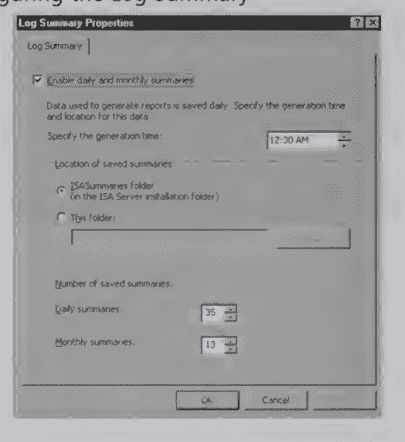 guring the Log Summary
Log Summary Properties ? X
Log Summary
Enable daily and monthly summaries
Data used to generate reports is saved daily. Specify the generation time
and location for this data
Specify the generation time: 12:30 AM
Location of saved summaries
ISASummaries folder
(in the ISA Server installation folder)
This folder:
...
Number of saved summaries.
Daily summaries. 35
Monthly summaries. 13
OK Cancel